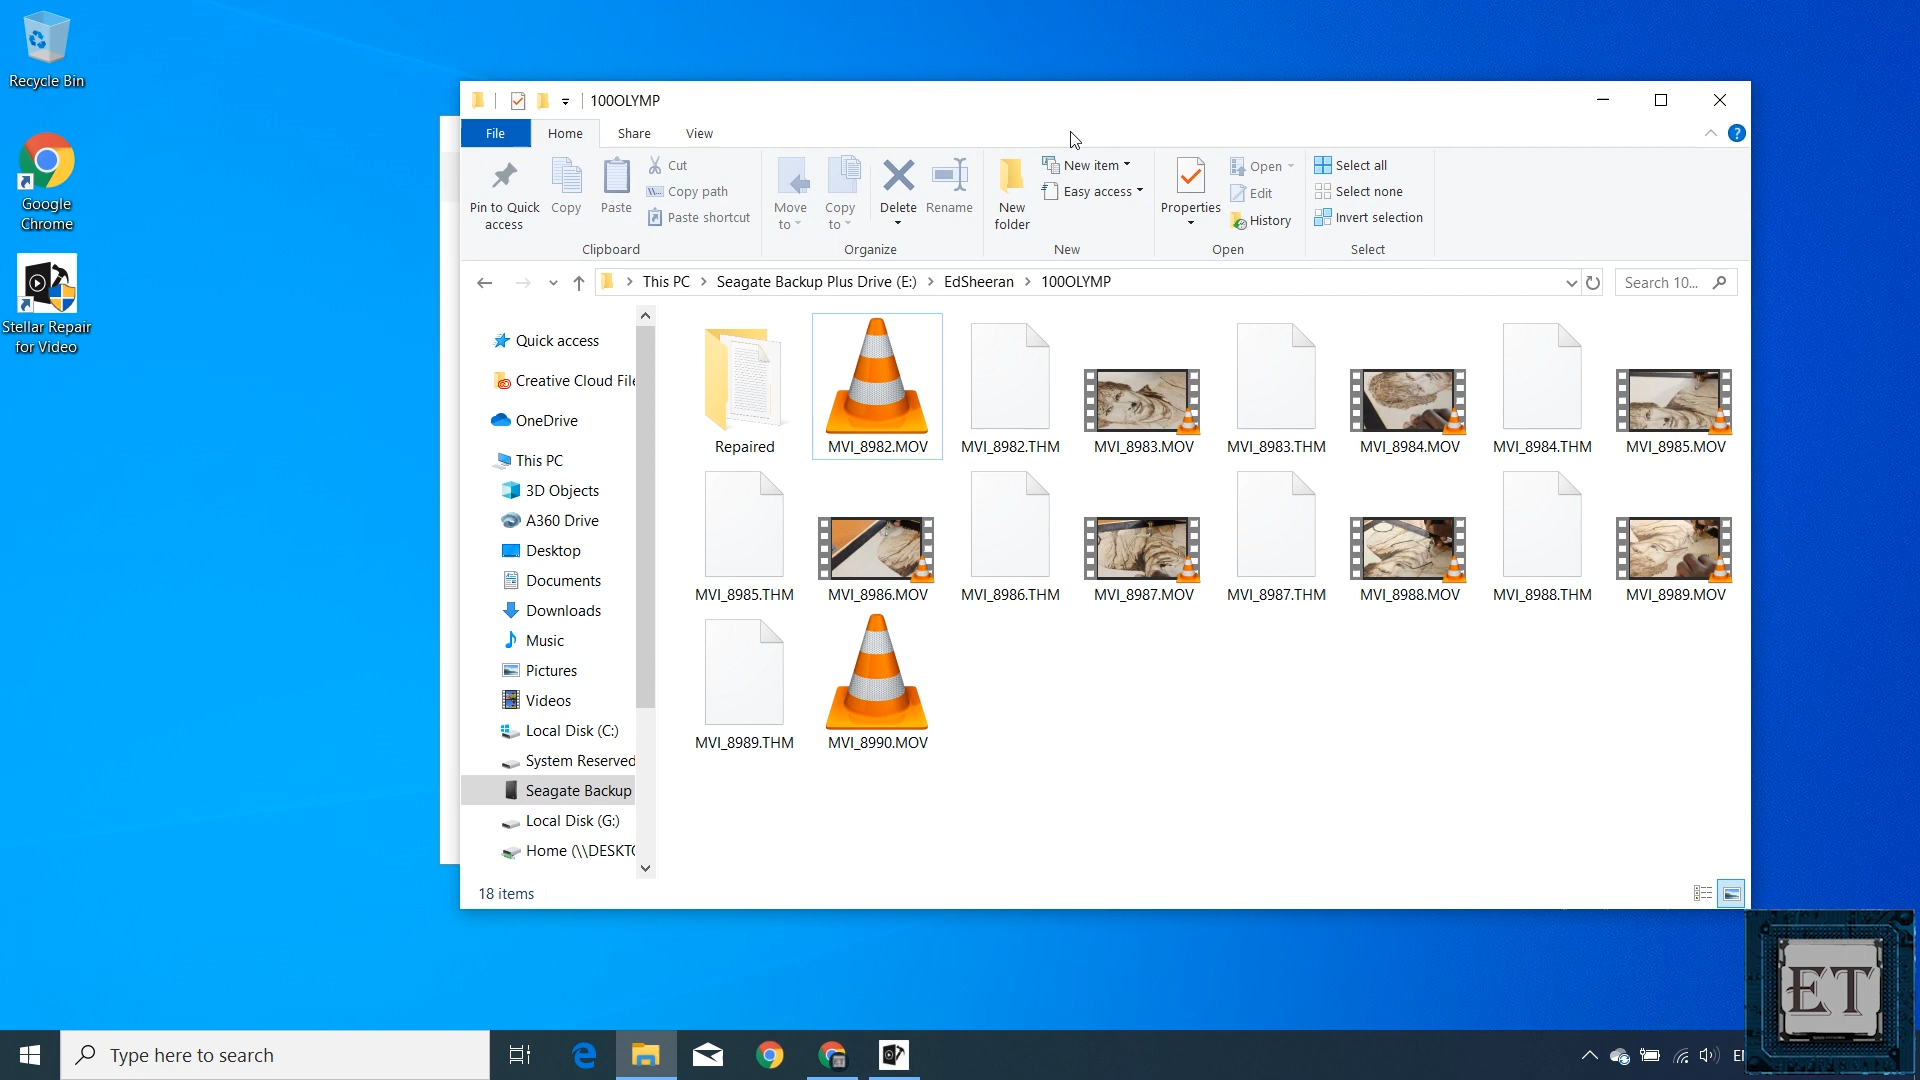 Recycle Bin
Google
Chrome
Stellar Repair
for Video
100OLYMP
File
Home
Share
View
?
Pin to Quick
access
Copy
Paste
Cut
Copy path
Paste shortcut
Clipboard
Move
to
Copy
to
Delete
Rename
Organize
New
folder
New item
Easy access
New
Properties
Open
Edit
History
Open
Select all
Select none
Invert selection
Select
This PC
Seagate Backup Plus Drive (E:)
EdSheeran
100OLYMP
Search 10...
Quick access
Creative Cloud File
OneDrive
This PC
3D Objects
A360 Drive
Desktop
Documents
Downloads
Music
Pictures
Videos
Local Disk (C:)
System Reserved
Seagate Backup
Local Disk (G:)
Home (\\DESKTO
Repaired
MVI_8982.MOV
MVI_8982.THM
MVI_8983.MOV
MVI_8983.THM
MVI_8984.MOV
MVI_8984.THM
MVI_8985.MOV
MVI_8985.THM
MVI_8986.MOV
MVI_8986.THM
MVI_8987.MOV
MVI_8987.THM
MVI_8988.MOV
MVI_8988.THM
MVI_8989.MOV
MVI_8989.THM
MVI_8990.MOV
18 items
ET
Type here to search